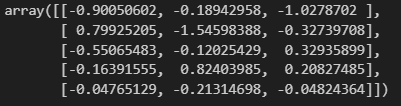 array([[-0.90050602, -0.18942958, -1.0278702 ],
[ 0.79925205, -1.54598388, -0.32739708],
[-0.55065483, -0.12025429, 0.32935899],
[-0.16391555, 0.82403985, 0.20827485],
[-0.04765129, -0.21314698, -0.04824364]])